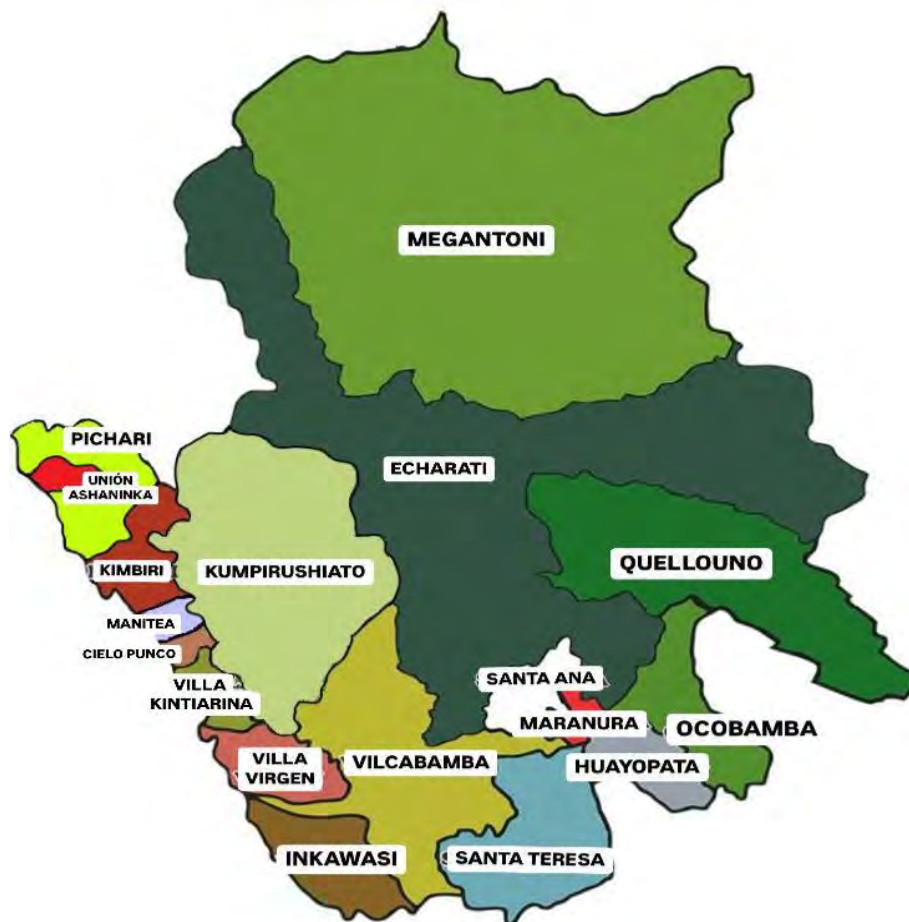 MEGANTONI
PICHARI
ECHARATI
UNIÓN
ASHANINKA
QUELLOUNO
KIMBIRI
KUMPIRUSHIATO
MANITEA
CIELO PUNCO
VILLA
KINTIARINA
SANTA ANA
MARANURA
OCOBAMBA
VILLA
VIRGEN
VILCABAMBA
HUAYOPATA
INKAWASI
SANTA TERESA